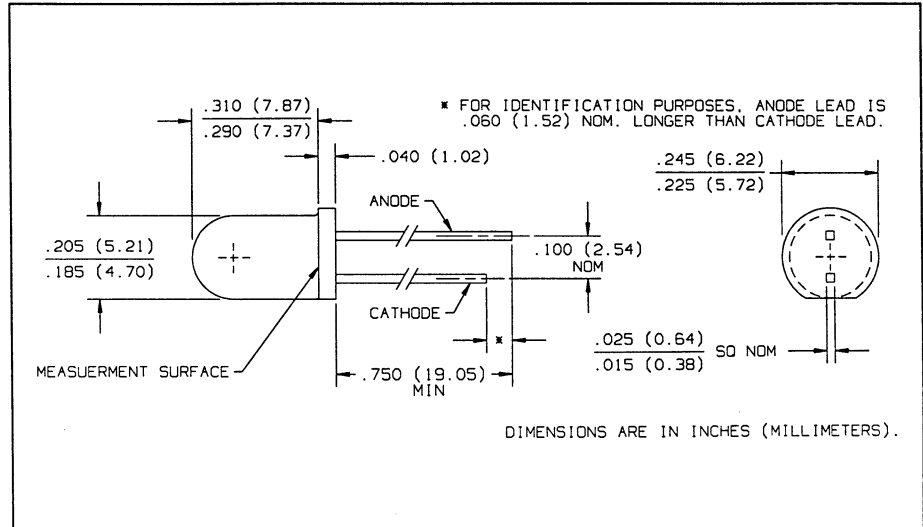 .310 (7.87)
.290 (7.37)
* FOR IDENTIFICATION PURPOSES, ANODE LEAD IS
.060 (1.52) NOM. LONGER THAN CATHODE LEAD.
.040 (1.02)
.245 (6.22)
.225 (5.72)
ANODE
.205 (5.21)
.185 (4.70)
.100 (2.54)
NOM
CATHODE
*
.025 (0.64)
.015 (0.38)
SQ NOM
MEASUERMENT SURFACE
.750 (19.05)
MIN
DIMENSIONS ARE IN INCHES (MILLIMETERS).